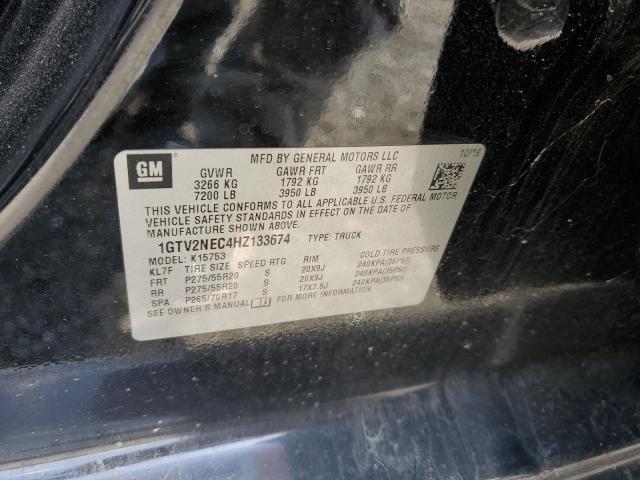 GM
MFD BY GENERAL MOTORS LLC 10/16
GVWR GAWR FRT GAWR RR
3266 KG 1792 KG 1792 KG
7200 LB 3950 LB 3950 LB
THIS VEHICLE CONFORMS TO ALL APPLICABLE U.S. FEDERAL MOTOR
VEHICLE SAFETY STANDARDS IN EFFECT ON THE DATE OF
MANUFACTURE SHOWN ABOVE.
1GTV2NEC4HZ133674 TYPE: TRUCK
MODEL: K15753
KL7F TIRE SIZE SPEED RTG RIM COLD TIRE PRESSURE
FRT P275/55R20 S 20X9J 240KPA(35PSI)
RR P275/55R20 S 20X9J 240KPA(35PSI)
SPA P265/70R17 S 17X7.5J 240KPA(35PSI)
SEE OWNER'S MANUAL FOR MORE INFORMATION.